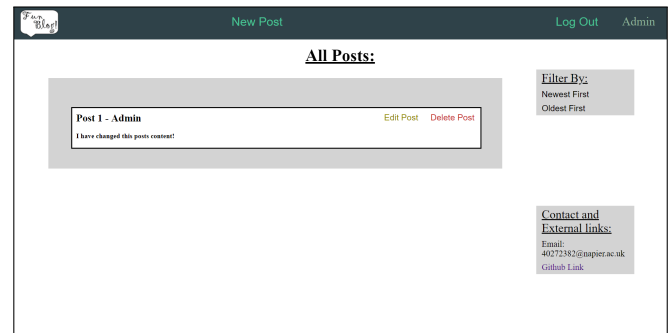 Fun
Blog!
New Post
Log Out
Admin
All Posts:
Post 1 - Admin
Edit Post
Delete Post
I have changed this posts content!
Filter By:
Newest First
Oldest First
Contact and
External links:
Email:
40272382@napier.ac.uk
Github Link